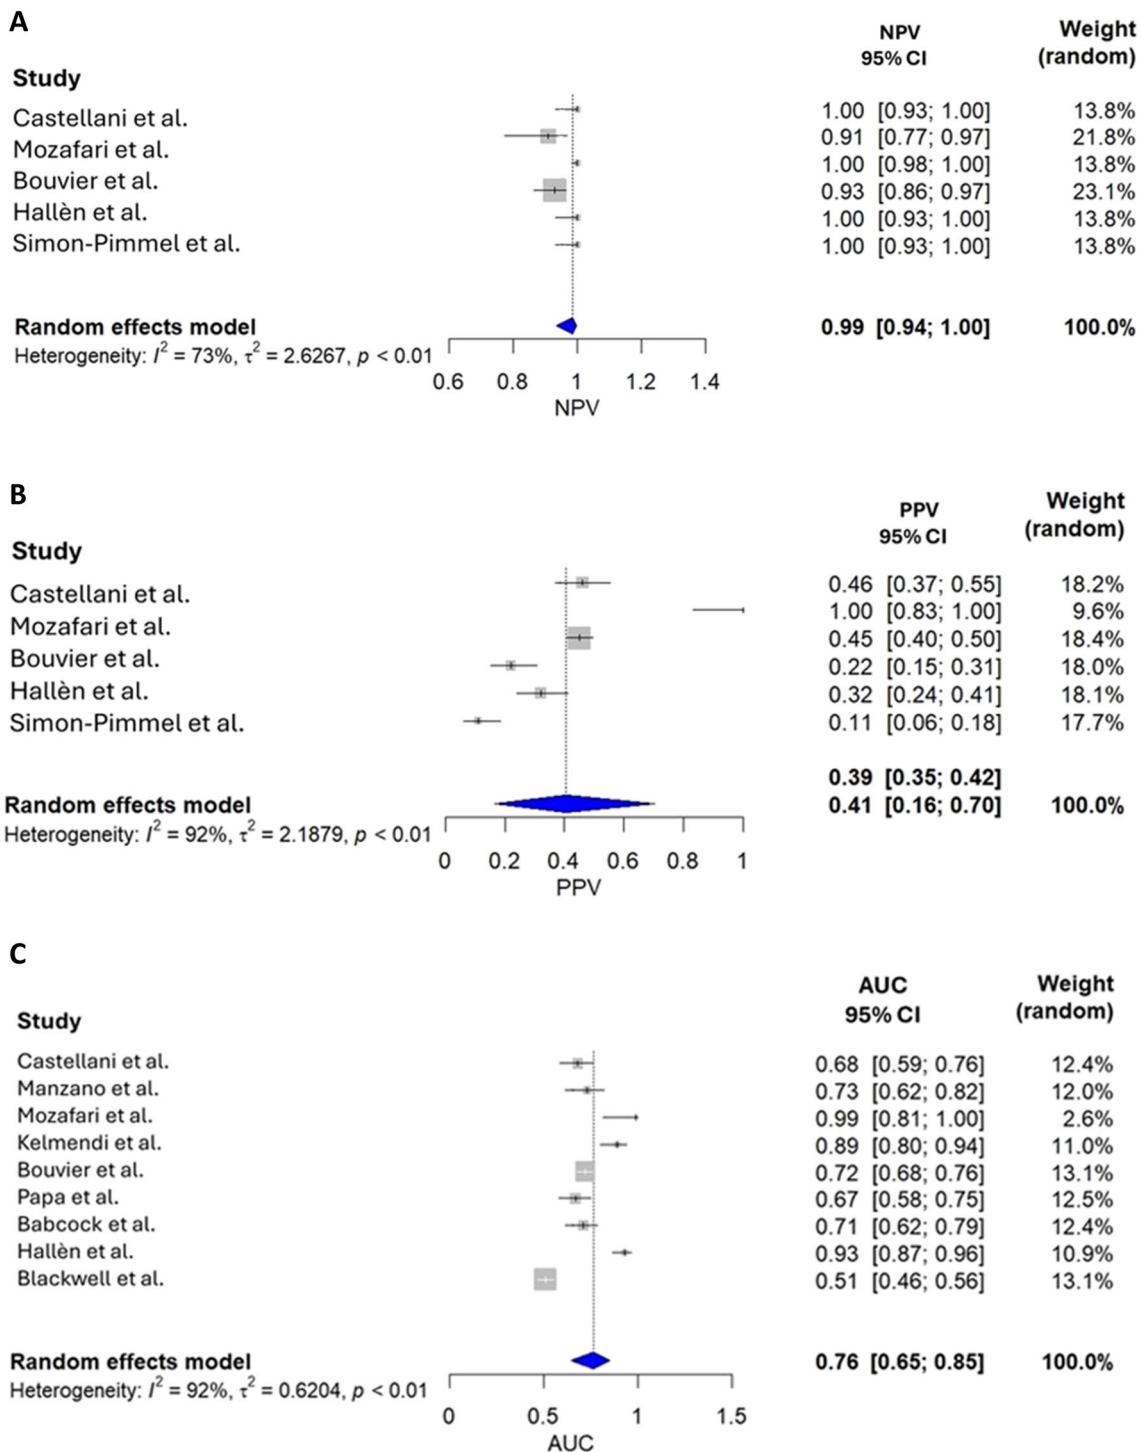 A
NPV
95% CI
Weight
(random)
Study
Castellani et al.
1.00 [0.93; 1.00] 13.8%
Mozafari et al.
0.91 [0.77; 0.97] 21.8%
Bouvier et al.
1.00 [0.98; 1.00] 13.8%
Hallèn et al.
0.93 [0.86; 0.97] 23.1%
Simon-Pimmel et al.
1.00 [0.93; 1.00] 13.8%
1.00 [0.93; 1.00] 13.8%
Random effects model 0.99 [0.94; 1.00] 100.0%
Heterogeneity: I² = 73%, τ² = 2.6267, p < 0.01
0.6 0.8 1 1.2 1.4
NPV
B
PPV
95% CI
Weight
(random)
Study
Castellani et al.
0.46 [0.37; 0.55] 18.2%
Mozafari et al.
1.00 [0.83; 1.00] 9.6%
Bouvier et al.
0.45 [0.40; 0.50] 18.4%
Hallèn et al.
0.22 [0.15; 0.31] 18.0%
Simon-Pimmel et al.
0.32 [0.24; 0.41] 18.1%
0.11 [0.06; 0.18] 17.7%
0.39 [0.35; 0.42]
Random effects model 0.41 [0.16; 0.70] 100.0%
Heterogeneity: I² = 92%, τ² = 2.1879, p < 0.01
0 0.2 0.4 0.6 0.8 1
PPV
C
AUC
95% CI
Weight
(random)
Study
Castellani et al. 0.68 [0.59; 0.76] 12.4%
Manzano et al. 0.73 [0.62; 0.82] 12.0%
Mozafari et al. 0.99 [0.81; 1.00] 2.6%
Kelmendi et al. 0.89 [0.80; 0.94] 11.0%
Bouvier et al. 0.72 [0.68; 0.76] 13.1%
Papa et al. 0.67 [0.58; 0.75] 12.5%
Babcock et al. 0.71 [0.62; 0.79] 12.4%
Hallèn et al. 0.93 [0.87; 0.96] 10.9%
Blackwell et al. 0.51 [0.46; 0.56] 13.1%
Random effects model 0.76 [0.65; 0.85] 100.0%
Heterogeneity: I² = 92%, τ² = 0.6204, p < 0.01
0 0.5 1 1.5
AUC